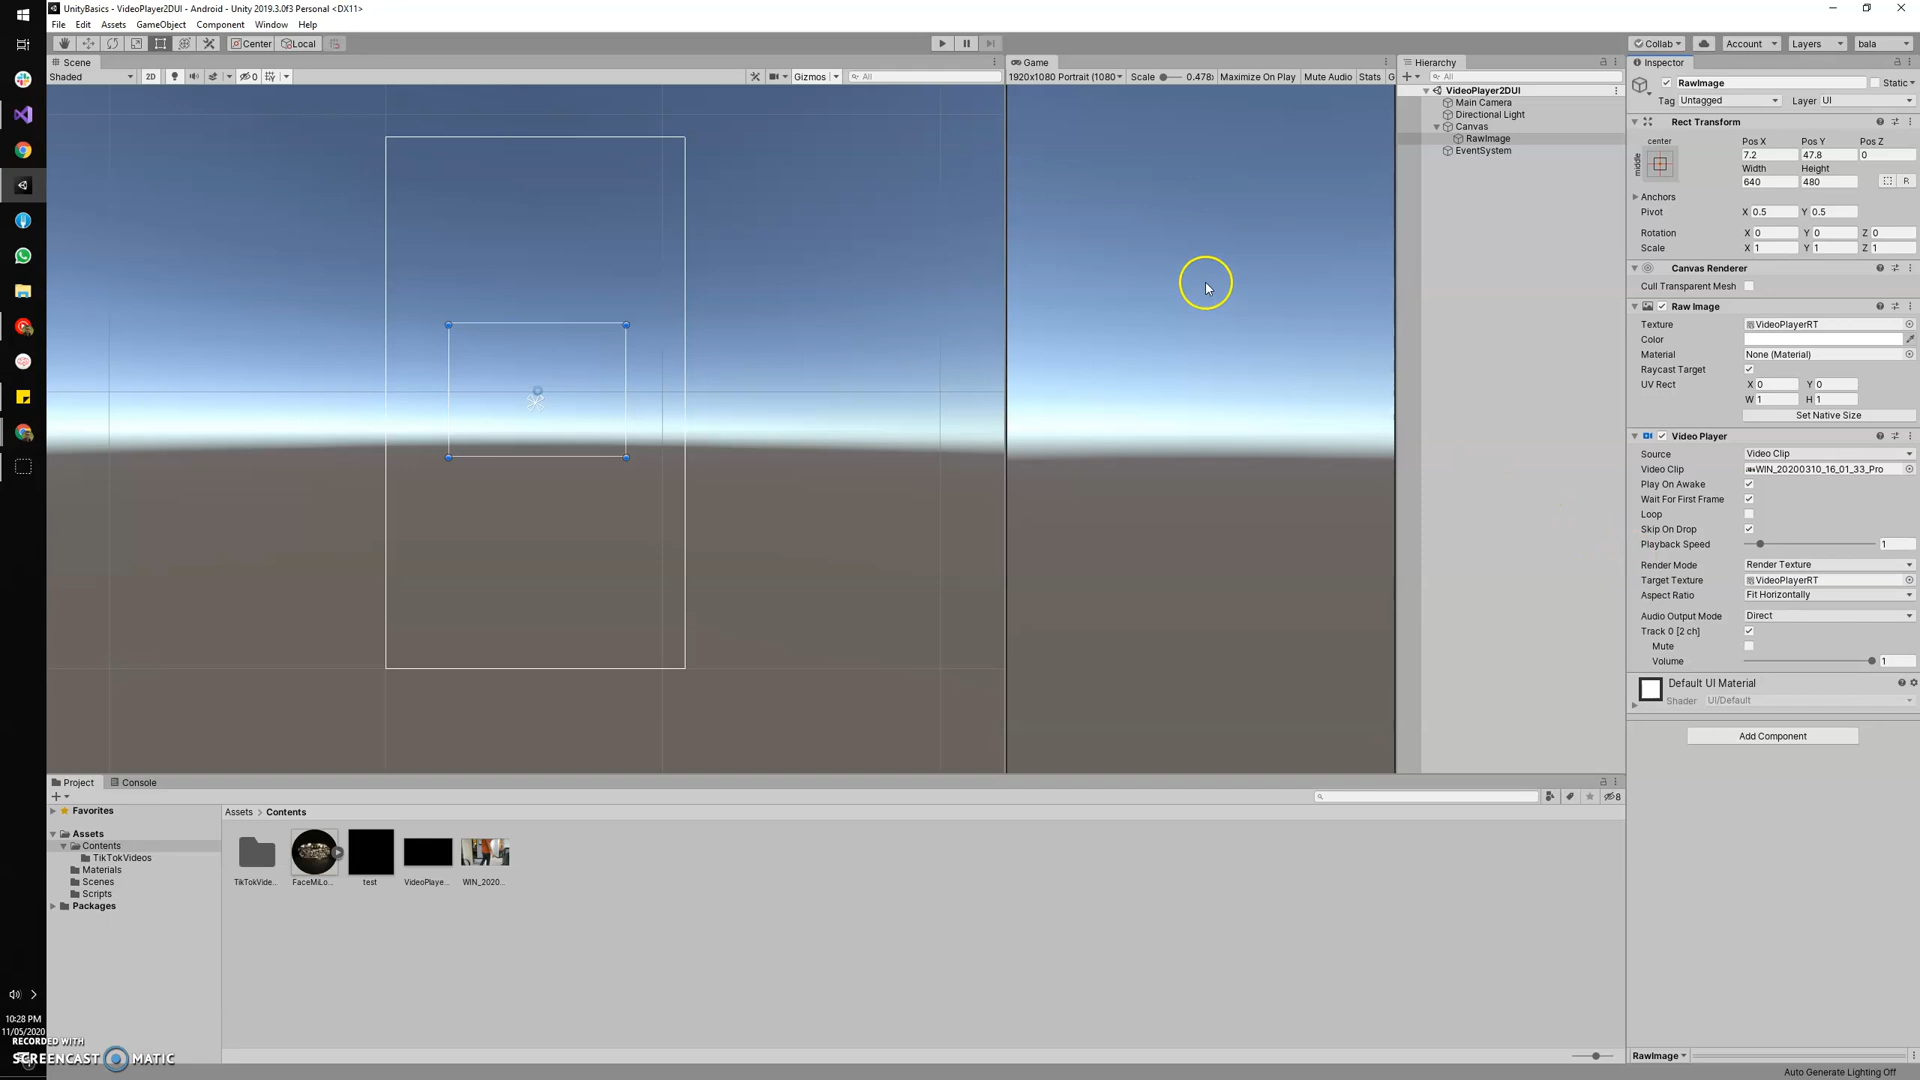 UnityBasics - VideoPlayer2DUI - Android - Unity 2019.3.0f3 Personal <DX11>
File Edit Assets GameObject Component Window Help
Center Local
Collab Account Layers bala
Scene
Shaded 2D 0 Gizmos All
Game
1920x1080 Portrait (1080 Scale 0.478 Maximize On Play Mute Audio Stats G
Hierarchy
All
VideoPlayer2DUI
Main Camera
Directional Light
Canvas
RawImage
EventSystem
Inspector
RawImage Static
Tag Untagged Layer UI
Rect Transform
center
middle
Pos X Pos Y Pos Z
7.2 47.8 0
Width Height
640 480 R
Anchors
Pivot X 0.5 Y 0.5
Rotation X 0 Y 0 Z 0
Scale X 1 Y 1 Z 1
Canvas Renderer
Cull Transparent Mesh
Raw Image
Texture VideoPlayerRT
Color
Material None (Material)
Raycast Target
UV Rect X 0 Y 0
W 1 H 1
Set Native Size
Video Player
Source Video Clip
Video Clip WIN_20200310_16_01_33_Pro
Play On Awake
Wait For First Frame
Loop
Skip On Drop
Playback Speed 1
Render Mode Render Texture
Target Texture VideoPlayerRT
Aspect Ratio Fit Horizontally
Audio Output Mode Direct
Track 0 [2 ch]
Mute
Volume 1
Default UI Material
Shader UI/Default
Add Component
Project Console
8
Favorites
Assets
Contents
TikTokVideos
Materials
Scenes
Scripts
Packages
Assets > Contents
TikTokVide... FaceMiLo... test VideoPlaye... WIN_2020...
RawImage
Auto Generate Lighting Off
10:28 PM
11/05/2020
RECORDED WITH
SCREENCAST MATIC